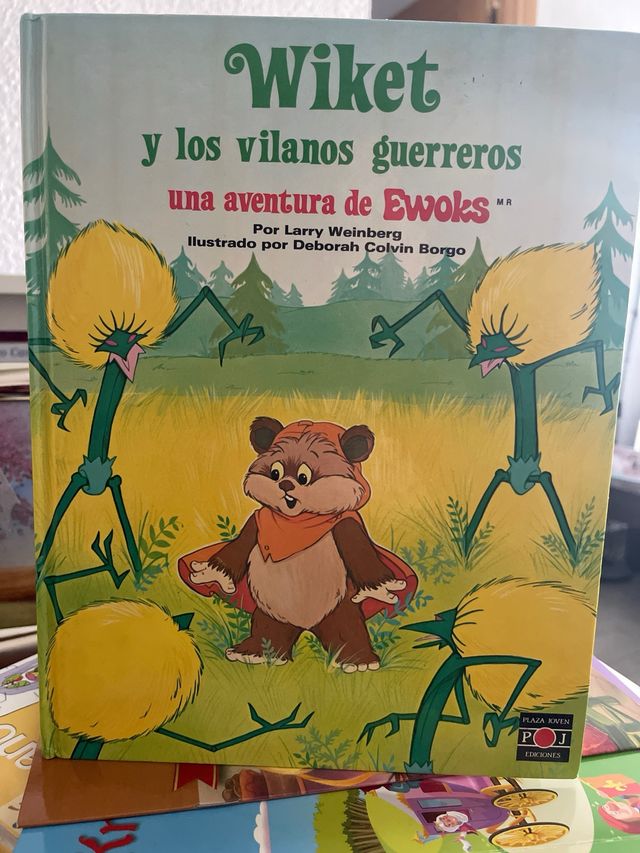 Wiket
y los vilanos guerreros
una aventura de Ewoks MR
Por Larry Weinberg
Ilustrado por Deborah Colvin Borgo
PLAZA JOVEN
P J
EDICIONES